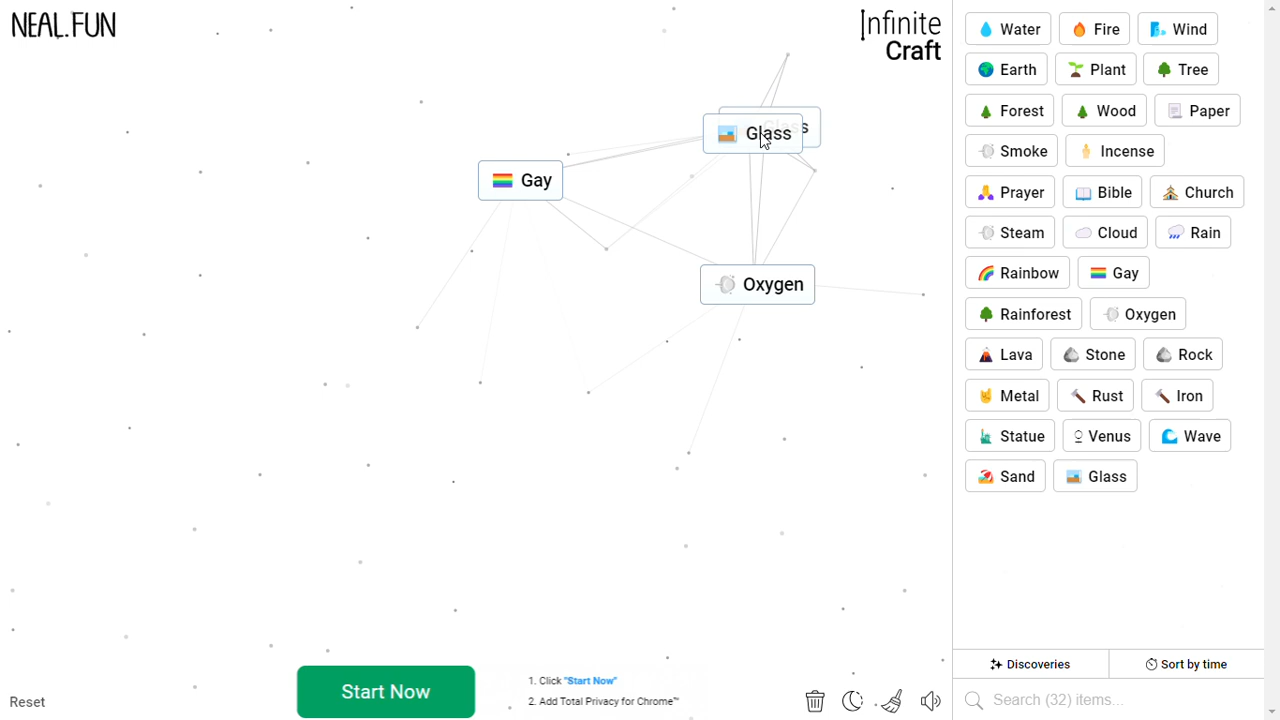 NEAL.FUN
Infinite
Craft
Glass
Glass
Gay
Oxygen
Water
Fire
Wind
Earth
Plant
Tree
Forest
Wood
Paper
Smoke
Incense
Prayer
Bible
Church
Steam
Cloud
Rain
Rainbow
Gay
Rainforest
Oxygen
Lava
Stone
Rock
Metal
Rust
Iron
Statue
Venus
Wave
Sand
Glass
Discoveries
Sort by time
Search (32) items...
Reset
Start Now
1. Click "Start Now"
2. Add Total Privacy for Chrome™